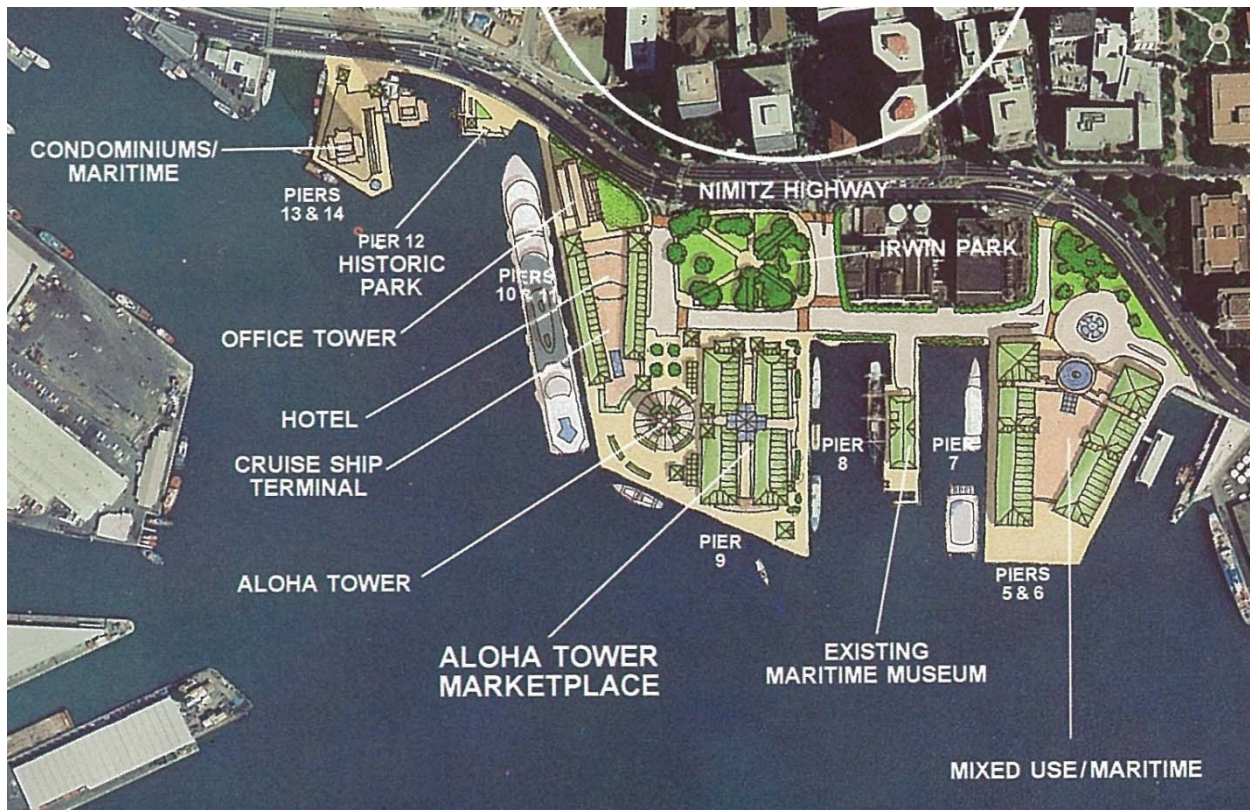 CONDOMINIUMS/
MARITIME
PIERS
13 & 14
PIER 12
HISTORIC
PARK
PIERS
10 & 11
NIMITZ HIGHWAY
IRWIN PARK
OFFICE TOWER
HOTEL
CRUISE SHIP
TERMINAL
ALOHA TOWER
PIER
9
PIER
8
PIER
7
PIERS
5 & 6
ALOHA TOWER
MARKETPLACE
EXISTING
MARITIME MUSEUM
MIXED USE/MARITIME